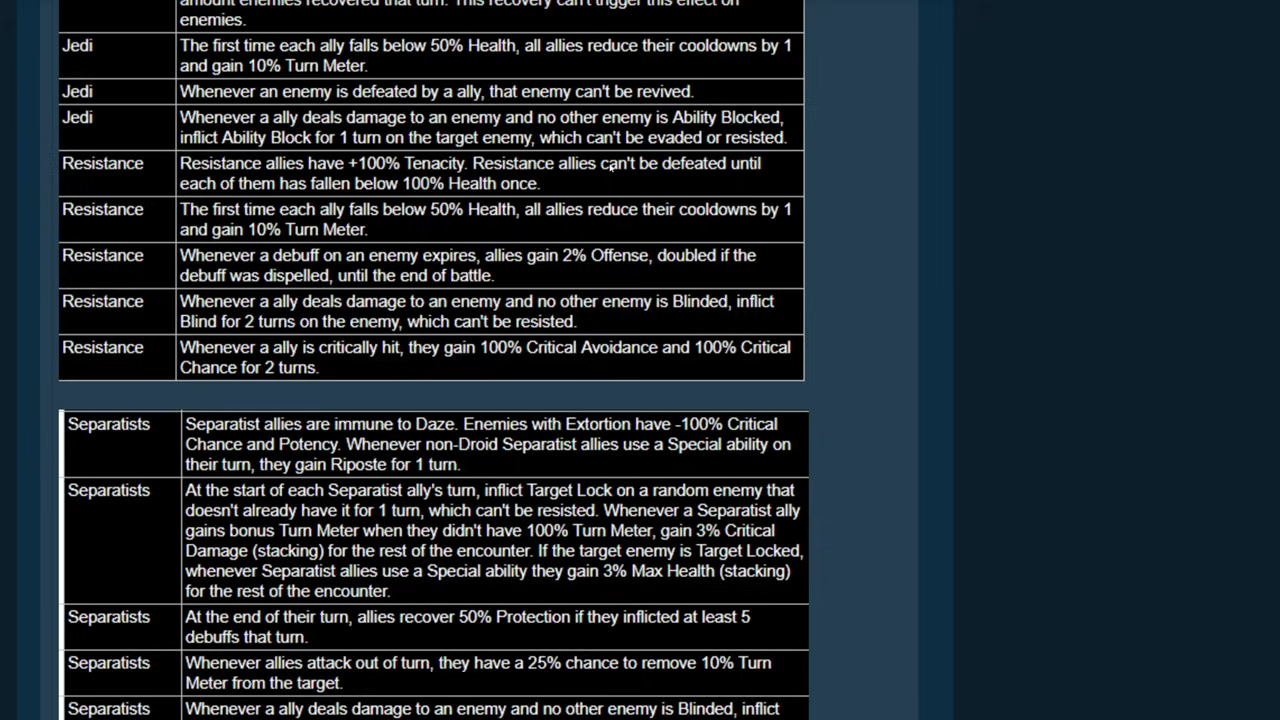 amount enemies recovered that turn. This recovery can't trigger this effect on
enemies.
Jedi
The first time each ally falls below 50% Health, all allies reduce their cooldowns by 1
and gain 10% Turn Meter.
Jedi
Whenever an enemy is defeated by a ally, that enemy can't be revived.
Jedi
Whenever a ally deals damage to an enemy and no other enemy is Ability Blocked,
inflict Ability Block for 1 turn on the target enemy, which can't be evaded or resisted.
Resistance
Resistance allies have +100% Tenacity. Resistance allies can't be defeated until
each of them has fallen below 100% Health once.
Resistance
The first time each ally falls below 50% Health, all allies reduce their cooldowns by 1
and gain 10% Turn Meter.
Resistance
Whenever a debuff on an enemy expires, allies gain 2% Offense, doubled if the
debuff was dispelled, until the end of battle.
Resistance
Whenever a ally deals damage to an enemy and no other enemy is Blinded, inflict
Blind for 2 turns on the enemy, which can't be resisted.
Resistance
Whenever a ally is critically hit, they gain 100% Critical Avoidance and 100% Critical
Chance for 2 turns.
Separatists
Separatist allies are immune to Daze. Enemies with Extortion have -100% Critical
Chance and Potency. Whenever non-Droid Separatist allies use a Special ability on
their turn, they gain Riposte for 1 turn.
Separatists
At the start of each Separatist ally's turn, inflict Target Lock on a random enemy that
doesn't already have it for 1 turn, which can't be resisted. Whenever a Separatist ally
gains bonus Turn Meter when they didn't have 100% Turn Meter, gain 3% Critical
Damage (stacking) for the rest of the encounter. If the target enemy is Target Locked,
whenever Separatist allies use a Special ability they gain 3% Max Health (stacking)
for the rest of the encounter.
Separatists
At the end of their turn, allies recover 50% Protection if they inflicted at least 5
debuffs that turn.
Separatists
Whenever allies attack out of turn, they have a 25% chance to remove 10% Turn
Meter from the target.
Separatists
Whenever a ally deals damage to an enemy and no other enemy is Blinded, inflict